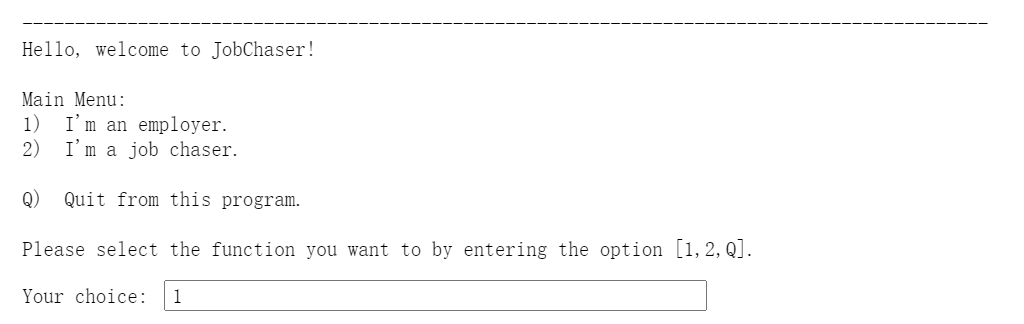 Hello, welcome to JobChaser!
Main Menu:
1) I'm an employer.
2) I'm a job chaser.
Q) Quit from this program.
Please select the function you want to by entering the option [1,2,Q].
Your choice: 1